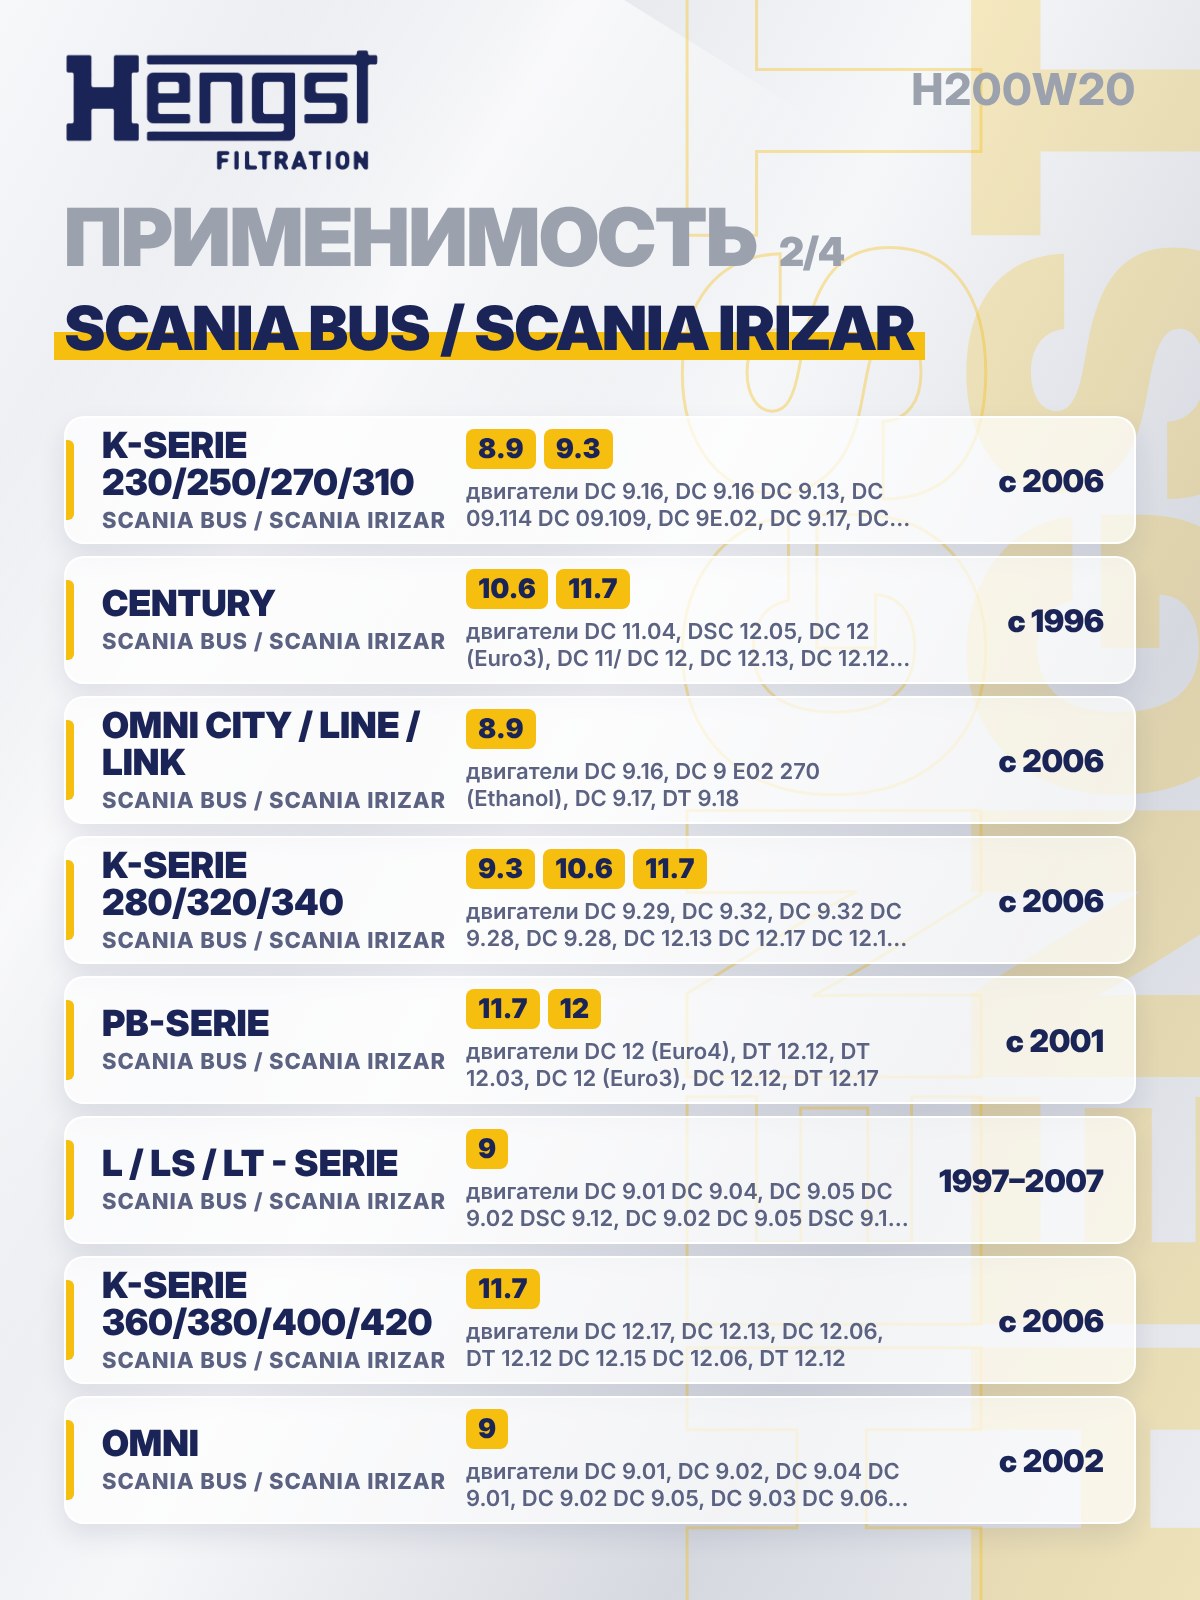 Hengst
FILTRATION
H200W20
ПРИМЕНИМОСТЬ 2/4
SCANIA BUS / SCANIA IRIZAR
K-SERIE
230/250/270/310
SCANIA BUS / SCANIA IRIZAR
8.9 9.3
двигатели DC 9.16, DC 9.16 DC 9.13, DC
09.114 DC 09.109, DC 9E.02, DC 9.17, DC...
с 2006
CENTURY
SCANIA BUS / SCANIA IRIZAR
10.6 11.7
двигатели DC 11.04, DSC 12.05, DC 12
(Euro3), DC 11/ DC 12, DC 12.13, DC 12.12...
с 1996
OMNI CITY / LINE /
LINK
SCANIA BUS / SCANIA IRIZAR
8.9
двигатели DC 9.16, DC 9 E02 270
(Ethanol), DC 9.17, DT 9.18
с 2006
K-SERIE
280/320/340
SCANIA BUS / SCANIA IRIZAR
9.3 10.6 11.7
двигатели DC 9.29, DC 9.32, DC 9.32 DC
9.28, DC 9.28, DC 12.13 DC 12.17 DC 12.1...
с 2006
PB-SERIE
SCANIA BUS / SCANIA IRIZAR
11.7 12
двигатели DC 12 (Euro4), DT 12.12, DT
12.03, DC 12 (Euro3), DC 12.12, DT 12.17
с 2001
L / LS / LT - SERIE
SCANIA BUS / SCANIA IRIZAR
9
двигатели DC 9.01 DC 9.04, DC 9.05 DC
9.02 DSC 9.12, DC 9.02 DC 9.05 DSC 9.1...
1997–2007
K-SERIE
360/380/400/420
SCANIA BUS / SCANIA IRIZAR
11.7
двигатели DC 12.17, DC 12.13, DC 12.06,
DT 12.12 DC 12.15 DC 12.06, DT 12.12
с 2006
OMNI
SCANIA BUS / SCANIA IRIZAR
9
двигатели DC 9.01, DC 9.02, DC 9.04 DC
9.01, DC 9.02 DC 9.05, DC 9.03 DC 9.06...
с 2002
HENGST
HENGST